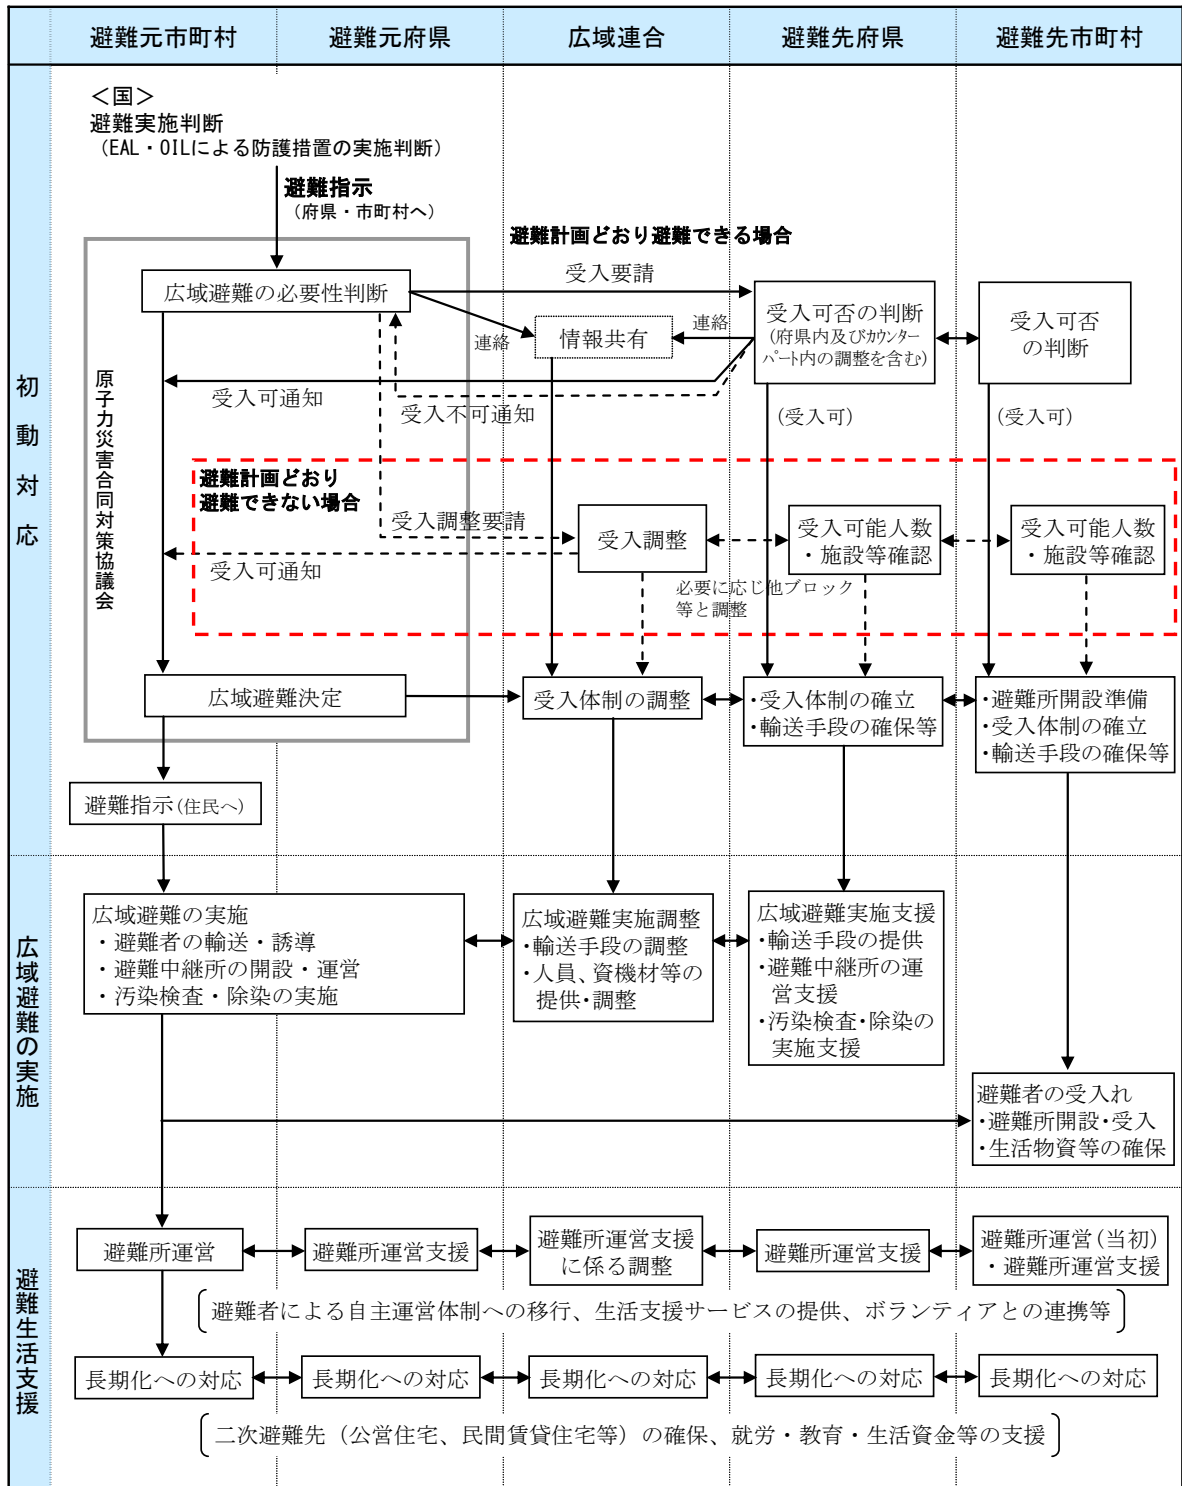 避難元市町村
避難元府県
広域連合
避難先府県
避難先市町村
初動対応
＜国＞
避難実施判断
（EAL・OILによる防護措置の実施判断）
避難指示
（府県・市町村へ）
避難計画どおり避難できる場合
原子力災害合同対策協議会
広域避難の必要性判断
受入要請
連絡
情報共有
連絡
受入可否の判断
(府県内及びカウンター
パート内の調整を含む)
受入可否
の判断
受入可通知
受入不可通知
(受入可)
(受入可)
避難計画どおり
避難できない場合
受入調整要請
受入可通知
受入調整
受入可能人数
・施設等確認
受入可能人数
・施設等確認
必要に応じ他ブロック
等と調整
広域避難決定
受入体制の調整
・受入体制の確立
・輸送手段の確保等
・避難所開設準備
・受入体制の確立
・輸送手段の確保等
避難指示(住民へ)
広域避難の実施
広域避難の実施
・避難者の輸送・誘導
・避難中継所の開設・運営
・汚染検査・除染の実施
広域避難実施調整
・輸送手段の調整
・人員、資機材等の
提供・調整
広域避難実施支援
・輸送手段の提供
・避難中継所の運
営支援
・汚染検査・除染の
実施支援
避難者の受入れ
・避難所開設・受入
・生活物資等の確保
避難生活支援
避難所運営
避難所運営支援
避難所運営支援
に係る調整
避難所運営支援
避難所運営(当初)
・避難所運営支援
避難者による自主運営体制への移行、生活支援サービスの提供、ボランティアとの連携等
長期化への対応
長期化への対応
長期化への対応
長期化への対応
長期化への対応
二次避難先（公営住宅、民間賃貸住宅等）の確保、就労・教育・生活資金等の支援